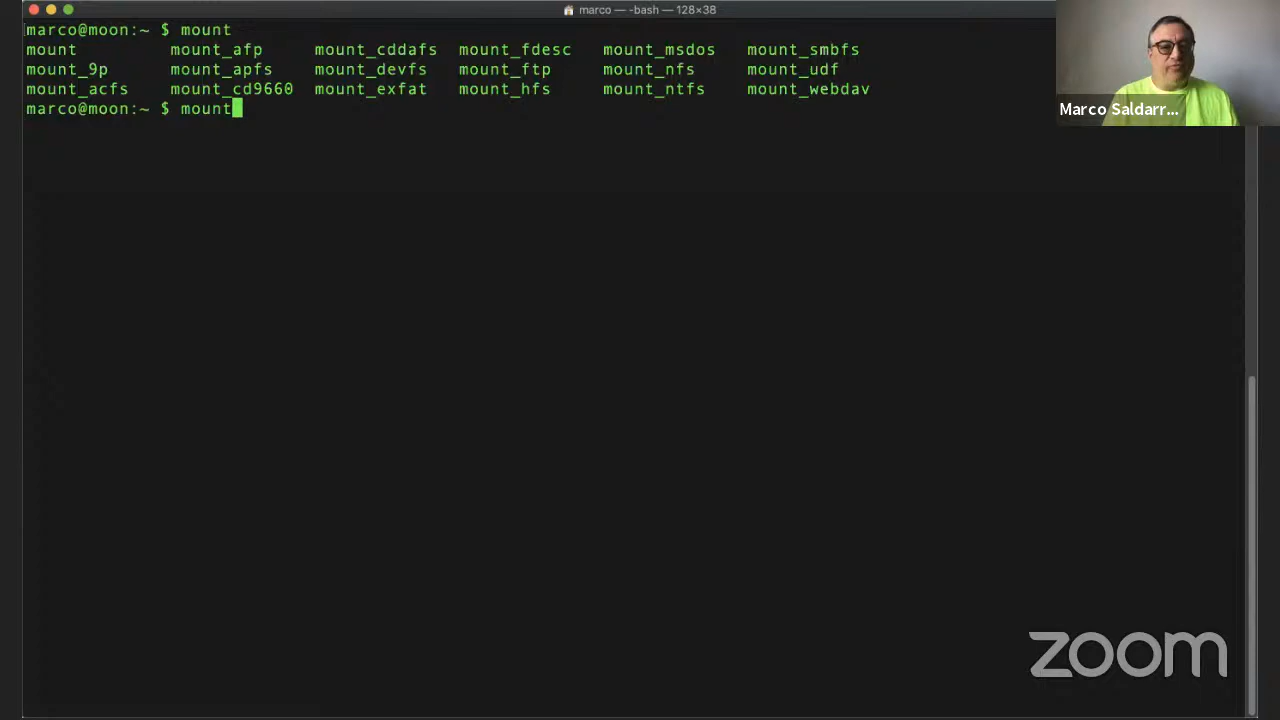 marco — -bash — 128×38
marco@moon:~ $ mount
mount mount_afp mount_cddafs mount_fdesc mount_msdos mount_smbfs
mount_9p mount_apfs mount_devfs mount_ftp mount_nfs mount_udf
mount_acfs mount_cd9660 mount_exfat mount_hfs mount_ntfs mount_webdav
marco@moon:~ $ mount
Marco Saldarr...
zoom